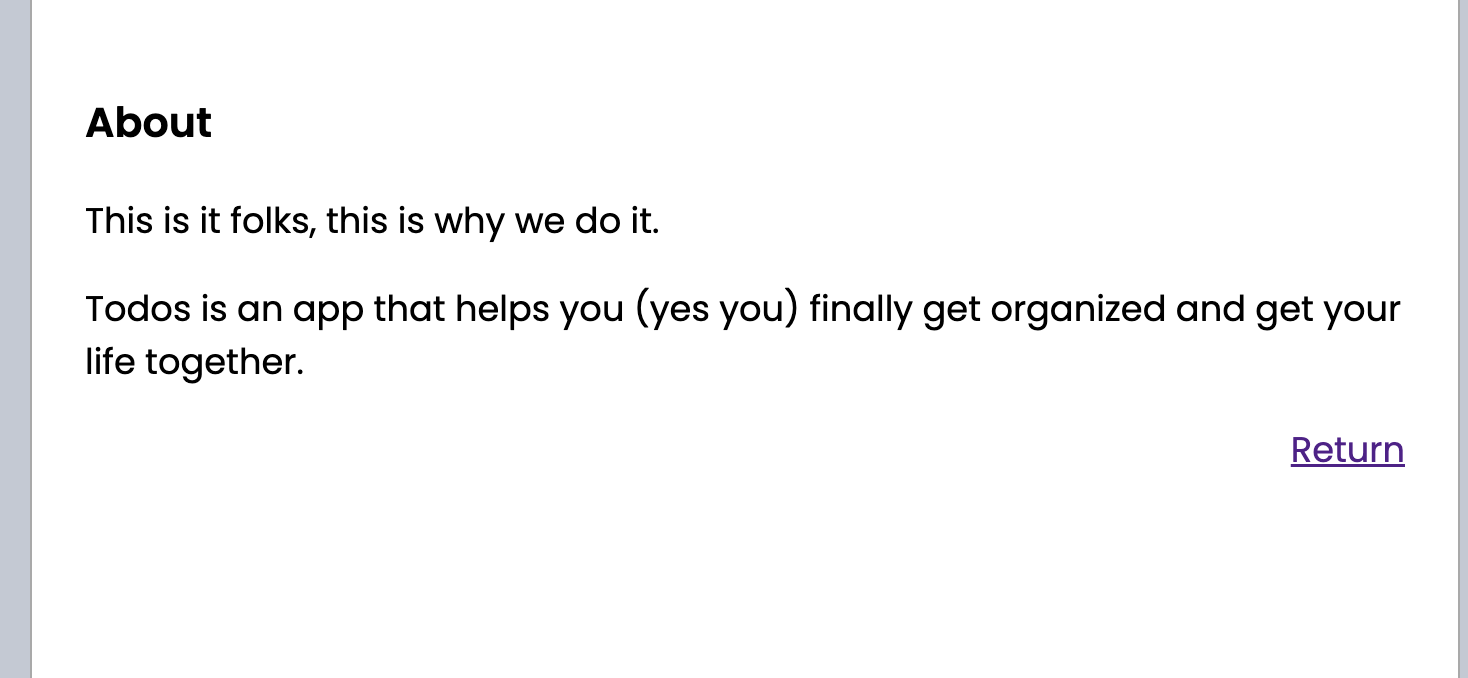 About
This is it folks, this is why we do it.
Todos is an app that helps you (yes you) finally get organized and get your
life together.
Return